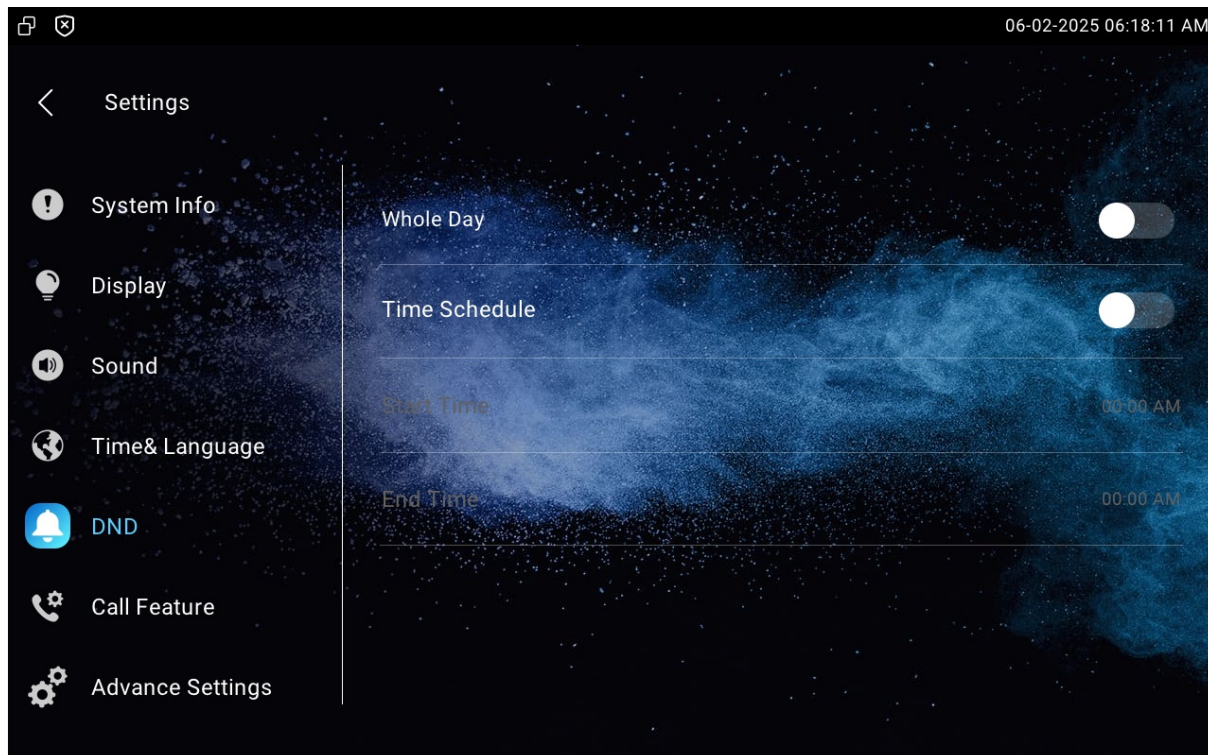 06-02-2025 06:18:11 AM
Settings
System Info
Display
Sound
Time& Language
DND
Call Feature
Advance Settings
Whole Day
Time Schedule
Start Time 00:00 AM
End Time 00:00 AM